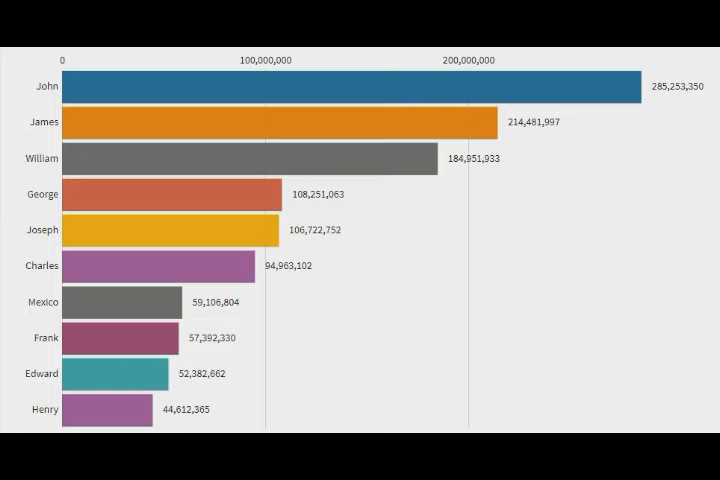 0 100,000,000 200,000,000
John 285,253,350
James 214,481,997
William 184,951,933
George 108,251,063
Joseph 106,722,752
Charles 94,963,102
Mexico 59,106,804
Frank 57,392,330
Edward 52,382,662
Henry 44,612,365